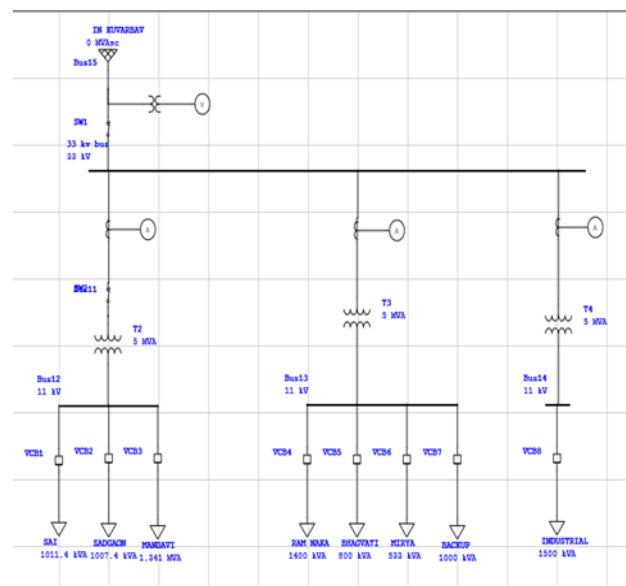 IN KUVARBAV
0 MVAsc
Bus15
V
SW1
33 kv bus
33 kV
A
A
A
T2
5 MVA
T3
5 MVA
T4
5 MVA
Bus12
11 kV
Bus13
11 kV
Bus14
11 kV
VCB1
VCB2
VCB3
VCB4
VCB5
VCB6
VCB7
VCB8
SAI
1011.4 kVA
SADGAON
1007.4 kVA
MANDAVI
1.341 MVA
RAM NAKA
1400 kVA
BHAGVATI
800 kVA
MIRYA
533 kVA
BACKUP
1000 kVA
INDUSTRIAL
1500 kVA